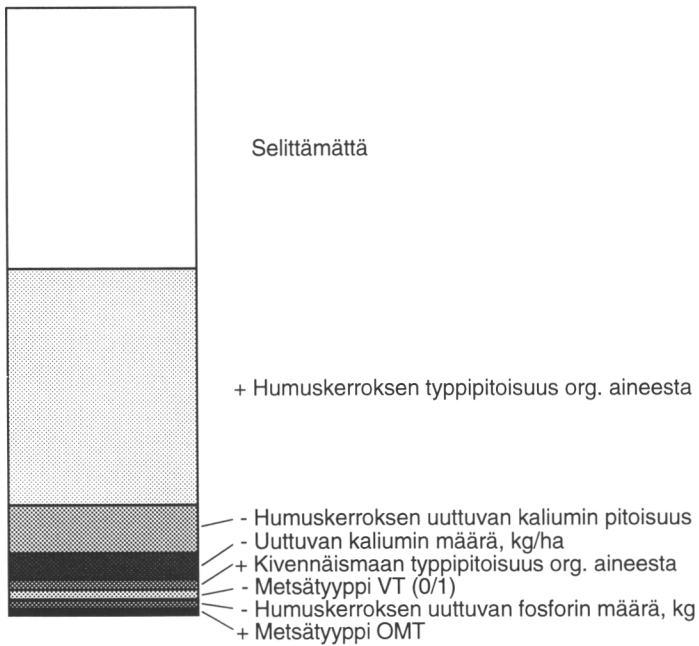 Selittämättä
+ Humuskerroksen typpipitoisuus org. aineesta
- Humuskerroksen uuttuvan kaliumin pitoisuus
- Uuttuvan kaliumin määrä, kg/ha
+ Kivennäismaan typpipitoisuus org. aineesta
- Metsätyyppi VT (0/1)
- Humuskerroksen uuttuvan fosforin määrä, kg
+ Metsätyyppi OMT